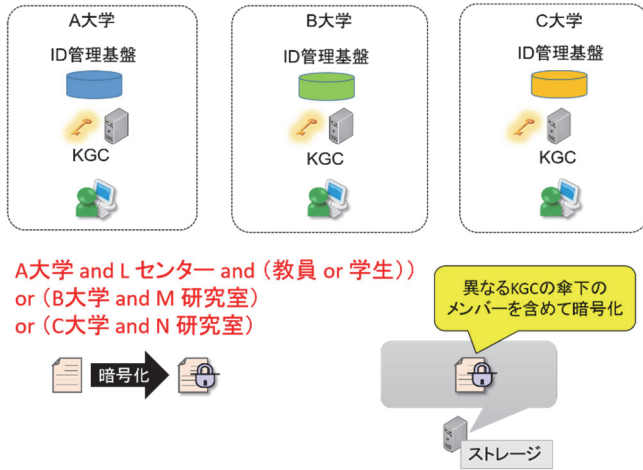 A大学
ID管理基盤
KGC
B大学
ID管理基盤
KGC
C大学
ID管理基盤
KGC
A大学 and L センター and (教員 or 学生))
or (B大学 and M 研究室)
or (C大学 and N 研究室)
暗号化
異なるKGCの傘下の
メンバーを含めて暗号化
ストレージ